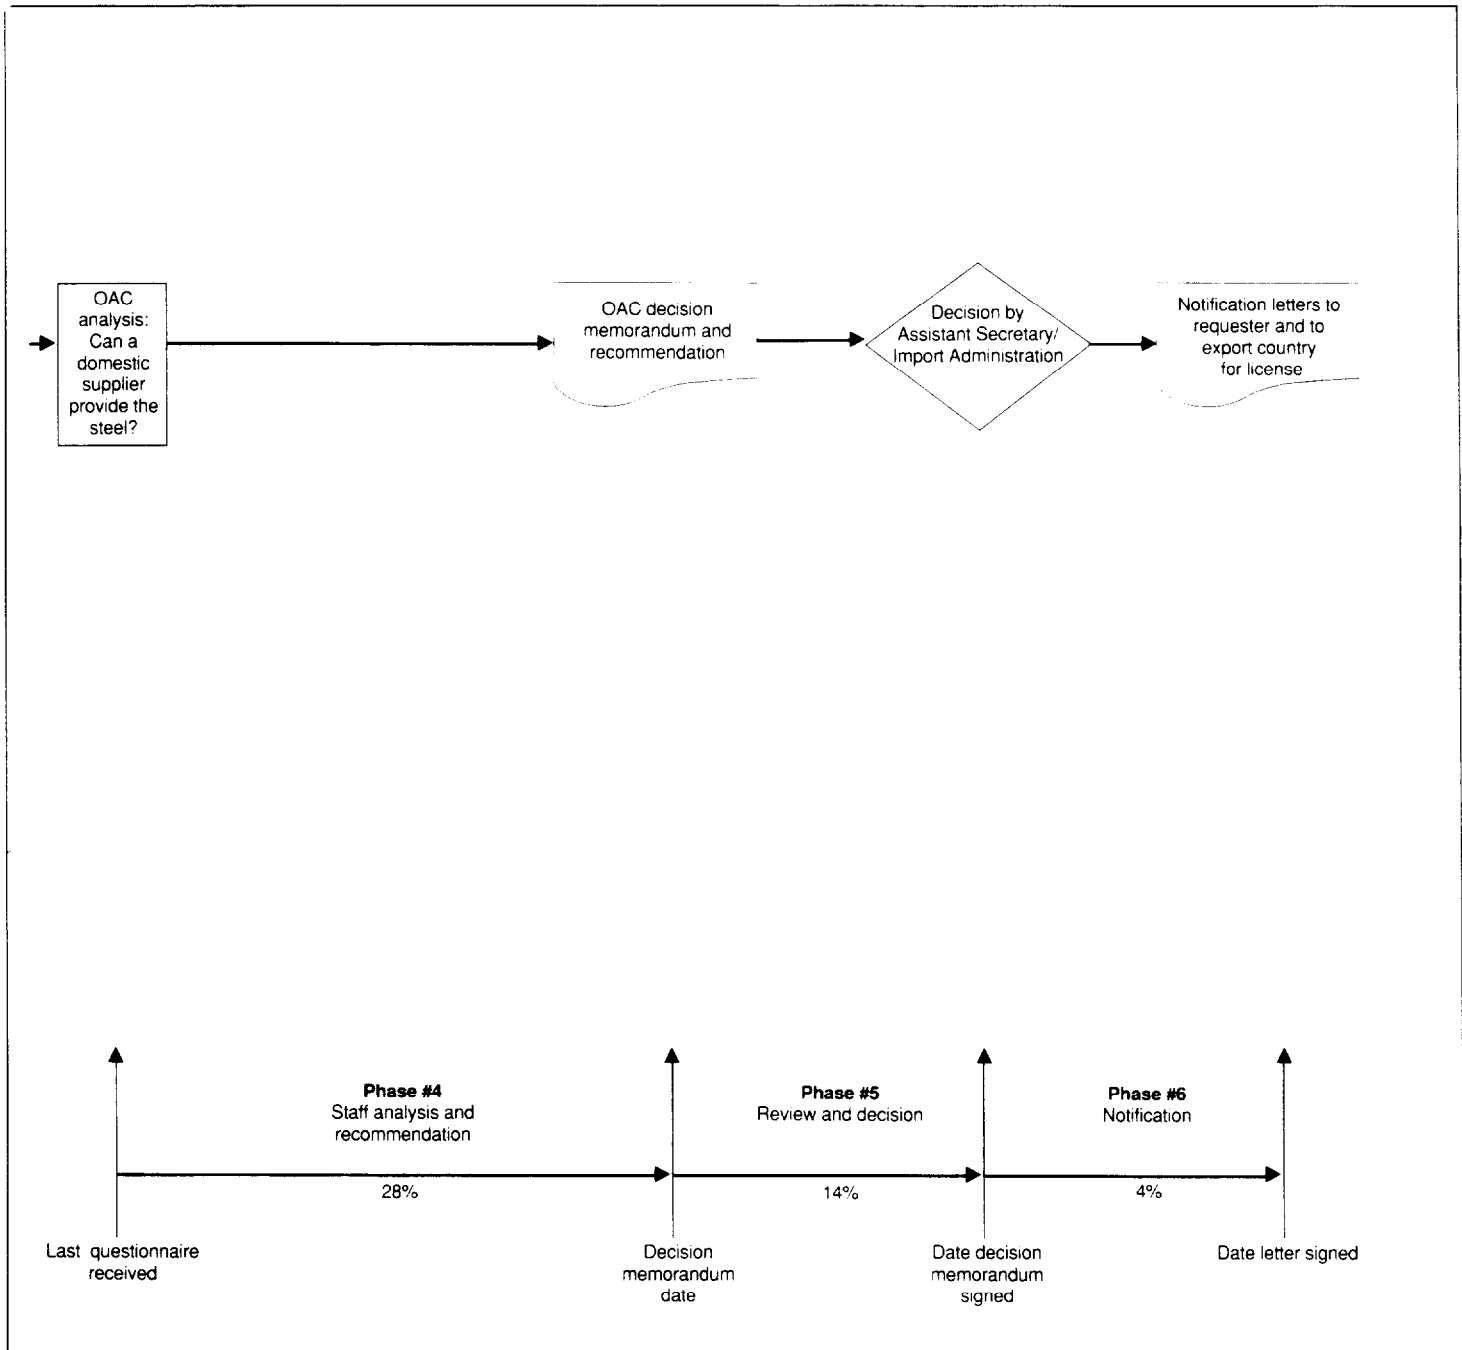 OAC
analysis:
Can a
domestic
supplier
provide the
steel?
OAC decision
memorandum and
recommendation
Decision by
Assistant Secretary/
Import Administration
Notification letters to
requester and to
export country
for license
Phase #4
Staff analysis and
recommendation
28%
Phase #5
Review and decision
14%
Phase #6
Notification
4%
Last questionnaire
received
Decision
memorandum
date
Date decision
memorandum
signed
Date letter signed